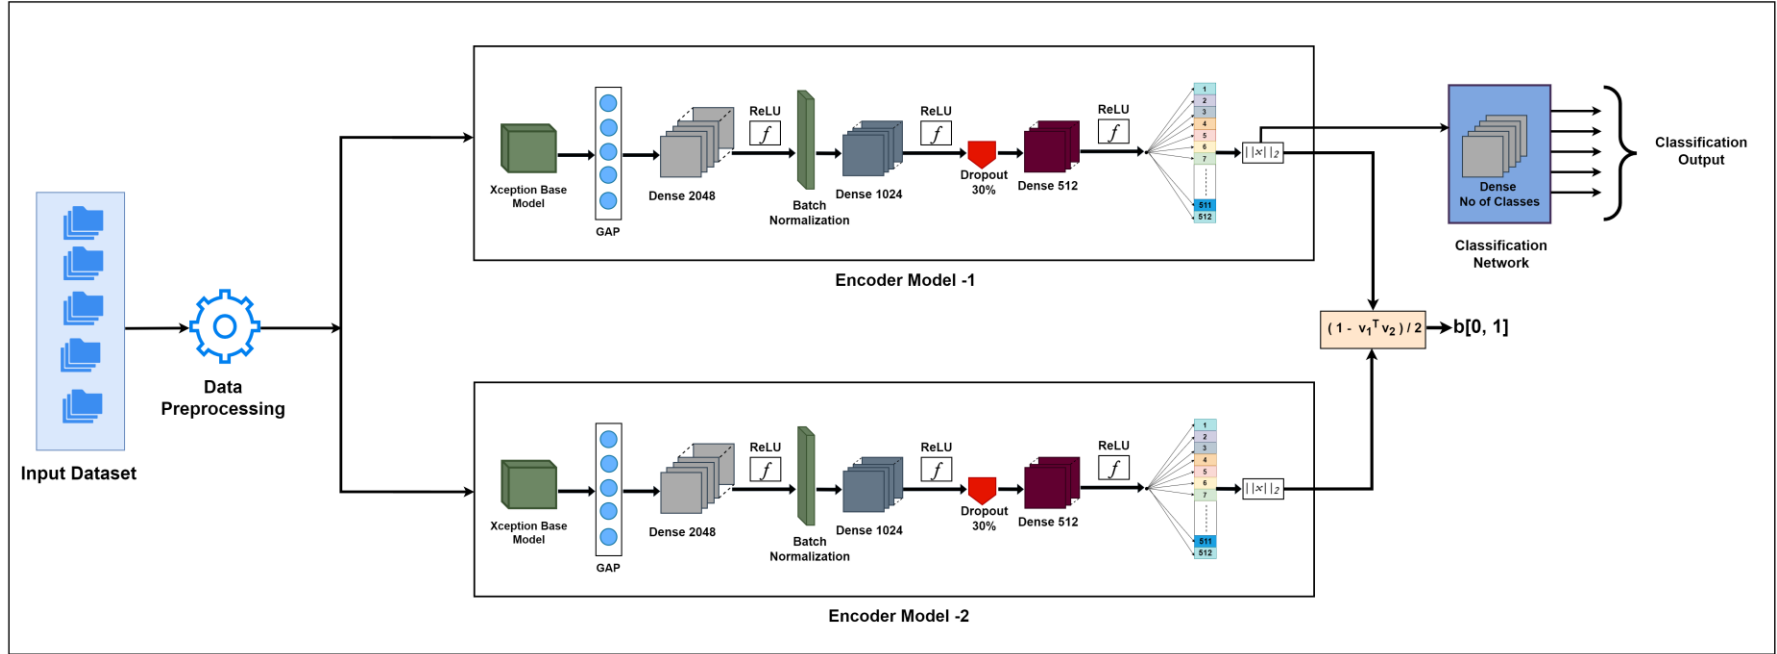 Input Dataset
Data
Preprocessing
Xception Base
Model
GAP
Dense 2048
ReLU
f
Batch
Normalization
Dense 1024
ReLU
f
Dropout
30%
Dense 512
ReLU
f
1
2
3
4
5
6
7
511
512
||x||₂
Encoder Model -1
Dense
No of Classes
Classification
Network
Classification
Output
( 1 - v₁ᵀ v₂ ) / 2
b[0, 1]
Xception Base
Model
GAP
Dense 2048
ReLU
f
Batch
Normalization
Dense 1024
ReLU
f
Dropout
30%
Dense 512
ReLU
f
1
2
3
4
5
6
7
511
512
||x||₂
Encoder Model -2